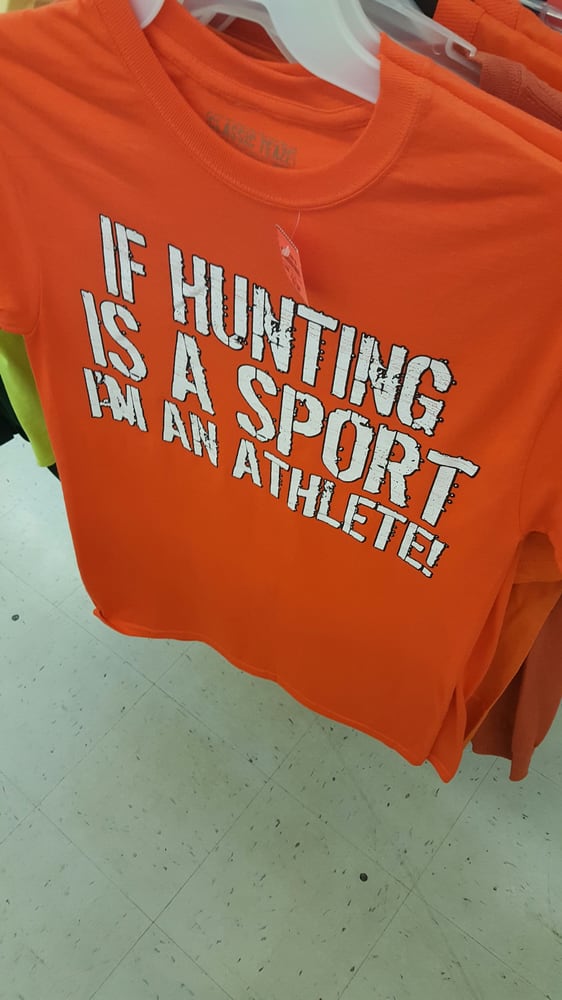 IF HUNTING
IS A SPORT
I'M AN ATHLETE!